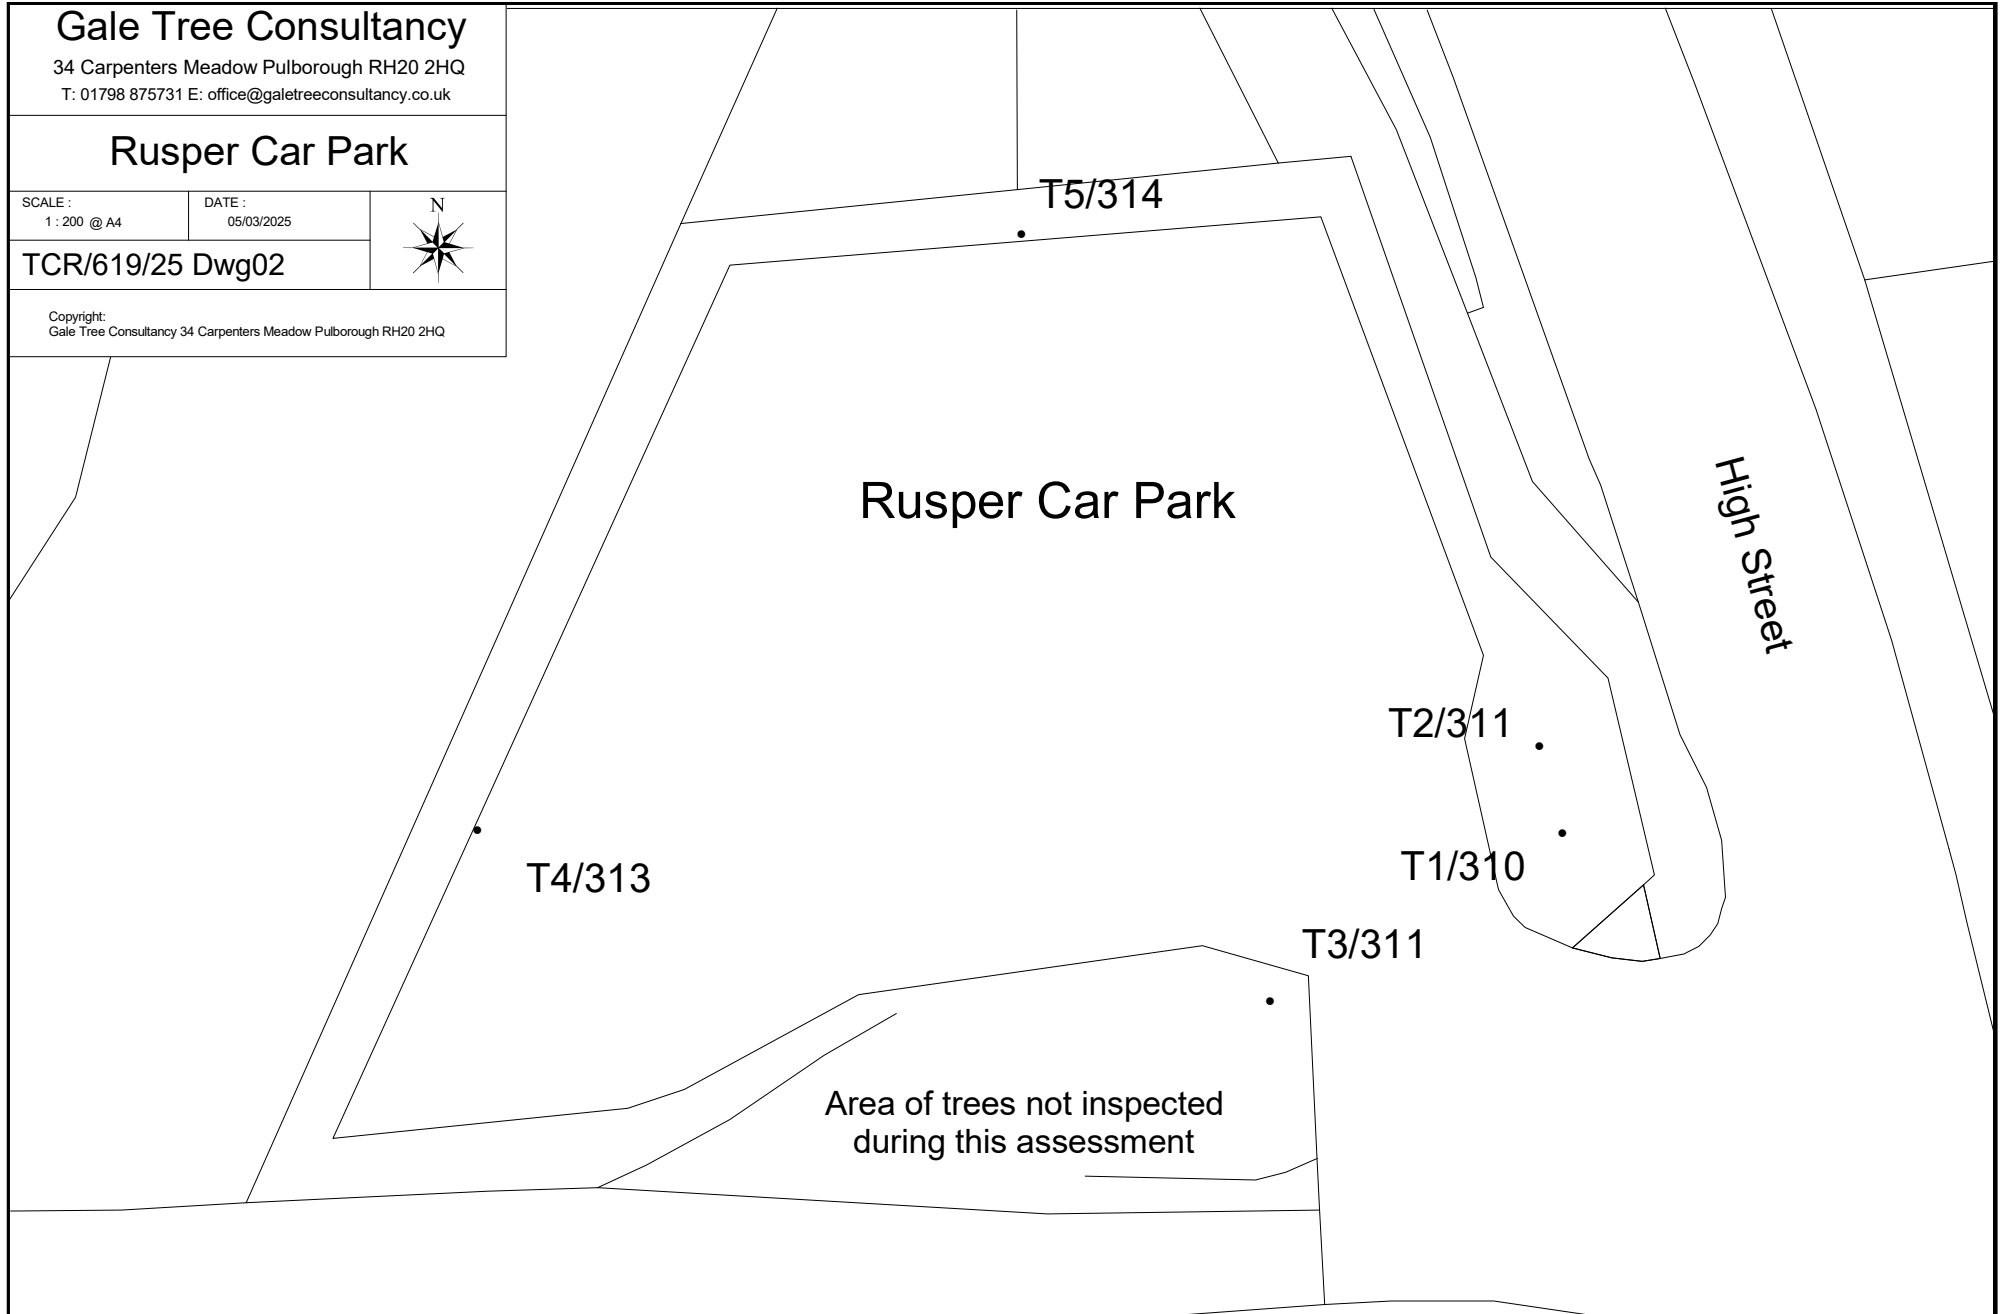 Gale Tree Consultancy
34 Carpenters Meadow Pulborough RH20 2HQ
T: 01798 875731 E: office@galetreeconsultancy.co.uk
Rusper Car Park
SCALE :
1 : 200 @ A4
DATE :
05/03/2025
N
TCR/619/25 Dwg02
Copyright:
Gale Tree Consultancy 34 Carpenters Meadow Pulborough RH20 2HQ
T5/314
Rusper Car Park
High Street
T2/311
T1/310
T4/313
T3/311
Area of trees not inspected
during this assessment